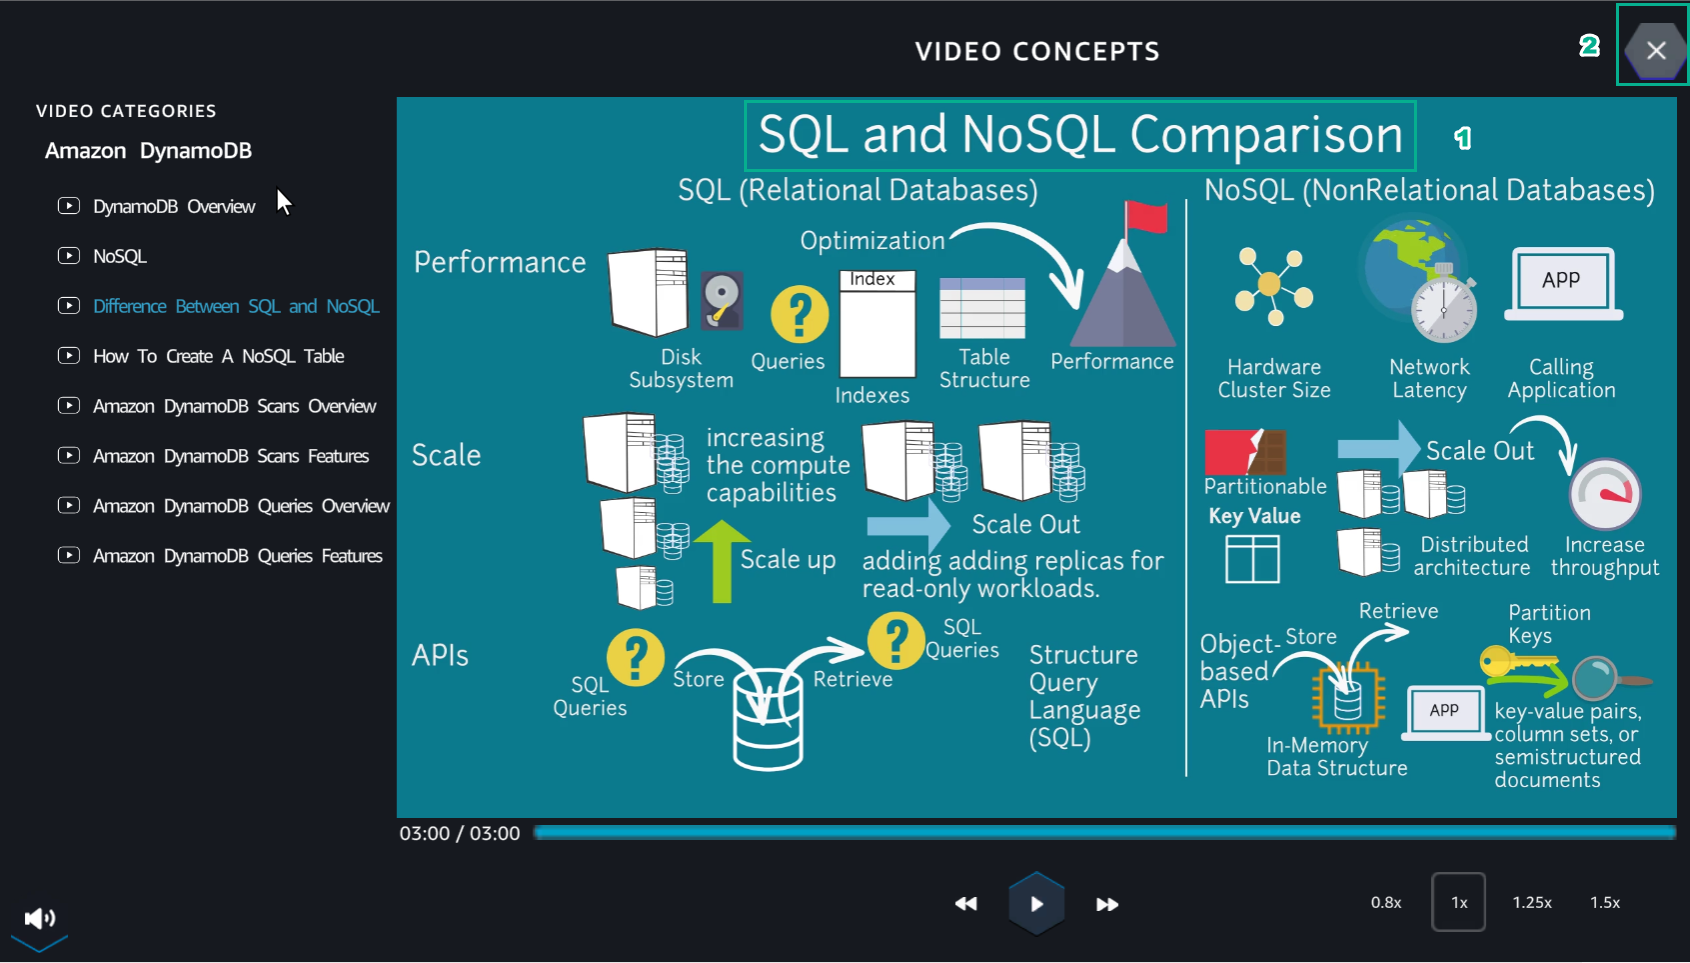 VIDEO CONCEPTS
2
VIDEO CATEGORIES
Amazon DynamoDB
DynamoDB Overview
NoSQL
Difference Between SQL and NoSQL
How To Create A NoSQL Table
Amazon DynamoDB Scans Overview
Amazon DynamoDB Scans Features
Amazon DynamoDB Queries Overview
Amazon DynamoDB Queries Features
SQL and NoSQL Comparison
1
SQL (Relational Databases)
Performance
Optimization
Disk
Subsystem
Queries
Index
Indexes
Table
Structure
Performance
Scale
increasing
the compute
capabilities
Scale up
Scale Out
adding adding replicas for
read-only workloads.
APIs
SQL
Queries
Store
Retrieve
SQL
Queries
Structure
Query
Language
(SQL)
NoSQL (NonRelational Databases)
Hardware
Cluster Size
Network
Latency
APP
Calling
Application
Partitionable
Key Value
Scale Out
Distributed
architecture
Increase
throughput
Object-
based
APIs
Store
Retrieve
In-Memory
Data Structure
APP
Partition
Keys
key-value pairs,
column sets, or
semistructured
documents
03:00 / 03:00
0.8x
1x
1.25x
1.5x